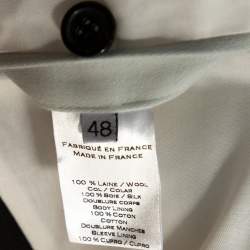 48
FABRIQUÉ EN FRANCE
MADE IN FRANCE
100 % LAINE / WOOL
COL / COLAR
100 % SOIE / SILK
DOUBLURE CORPS
BODY LINING
100 % COTON
COTTON
DOUBLURE MANCHES
SLEEVE LINING
100 % CUPRO / CUPRO